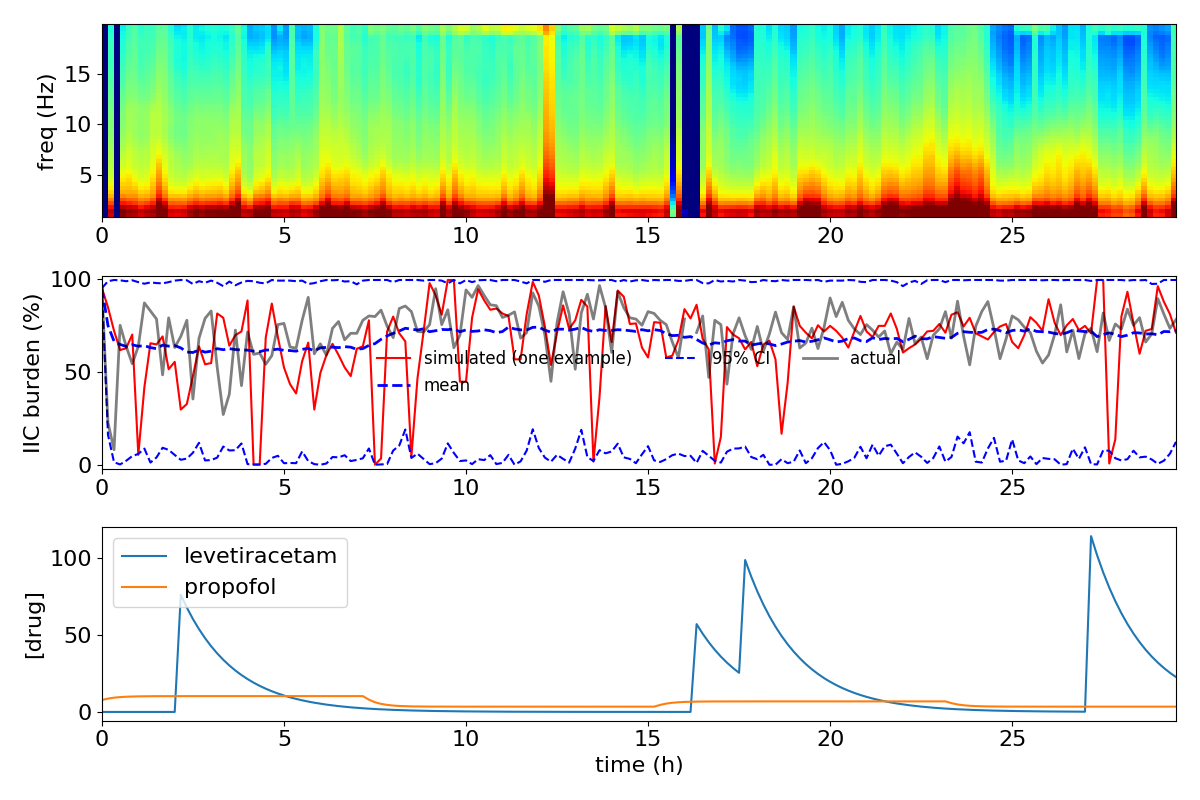 freq (Hz)
15
10
5
0 5 10 15 20 25
IIC burden (%)
100
50
0
simulated (one example) 95% CI actual
mean
0 5 10 15 20 25
[drug]
100
50
0
levetiracetam
propofol
0 5 10 15 20 25
time (h)